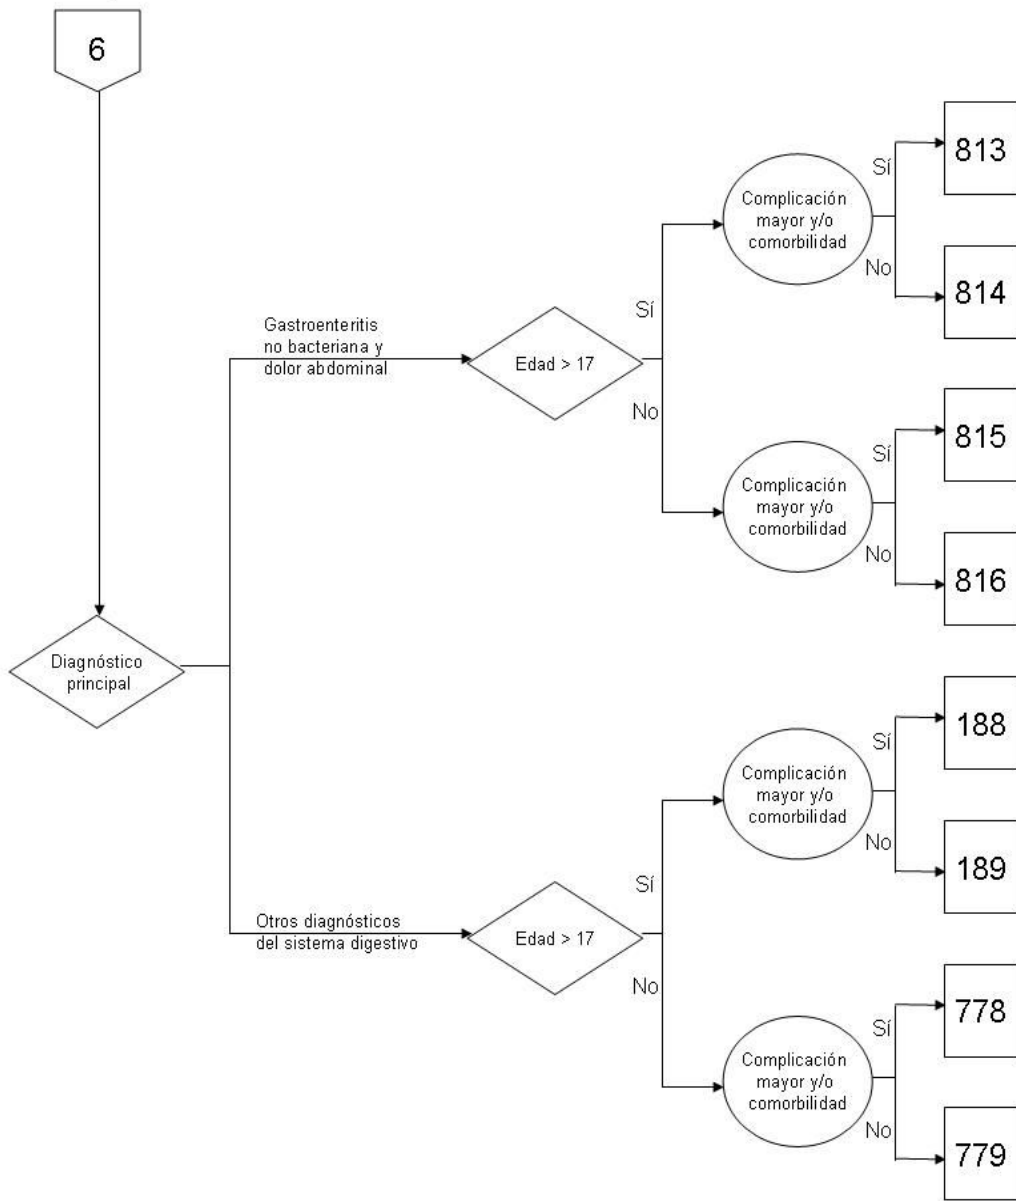 6
813
Sí
Complicación
mayor y/o
comorbilidad
No
814
Sí
Gastroenteritis
no bacteriana y
dolor abdominal
Edad > 17
No
815
Sí
Complicación
mayor y/o
comorbilidad
No
816
Diagnóstico
principal
188
Sí
Complicación
mayor y/o
comorbilidad
No
189
Sí
Otros diagnósticos
del sistema digestivo
Edad > 17
No
778
Sí
Complicación
mayor y/o
comorbilidad
No
779